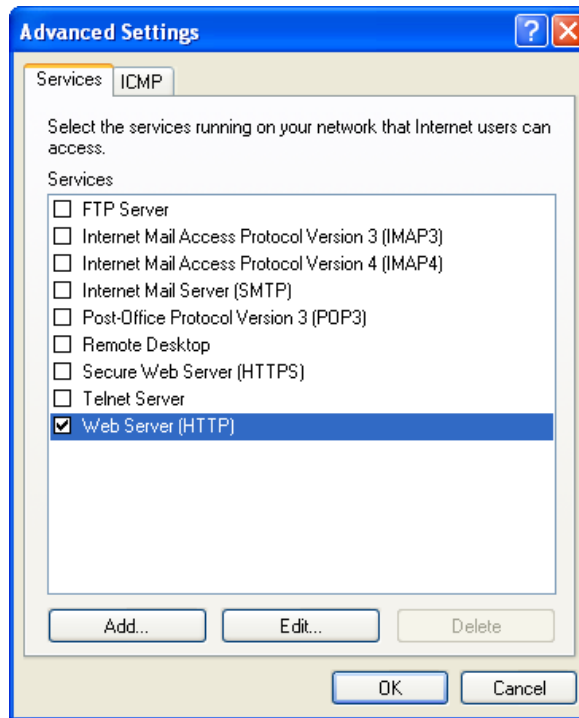 Advanced Settings
Services ICMP
Select the services running on your network that Internet users can
access.
Services
FTP Server
Internet Mail Access Protocol Version 3 (IMAP3)
Internet Mail Access Protocol Version 4 (IMAP4)
Internet Mail Server (SMTP)
Post-Office Protocol Version 3 (POP3)
Remote Desktop
Secure Web Server (HTTPS)
Telnet Server
Web Server (HTTP)
Add... Edit... Delete
OK Cancel